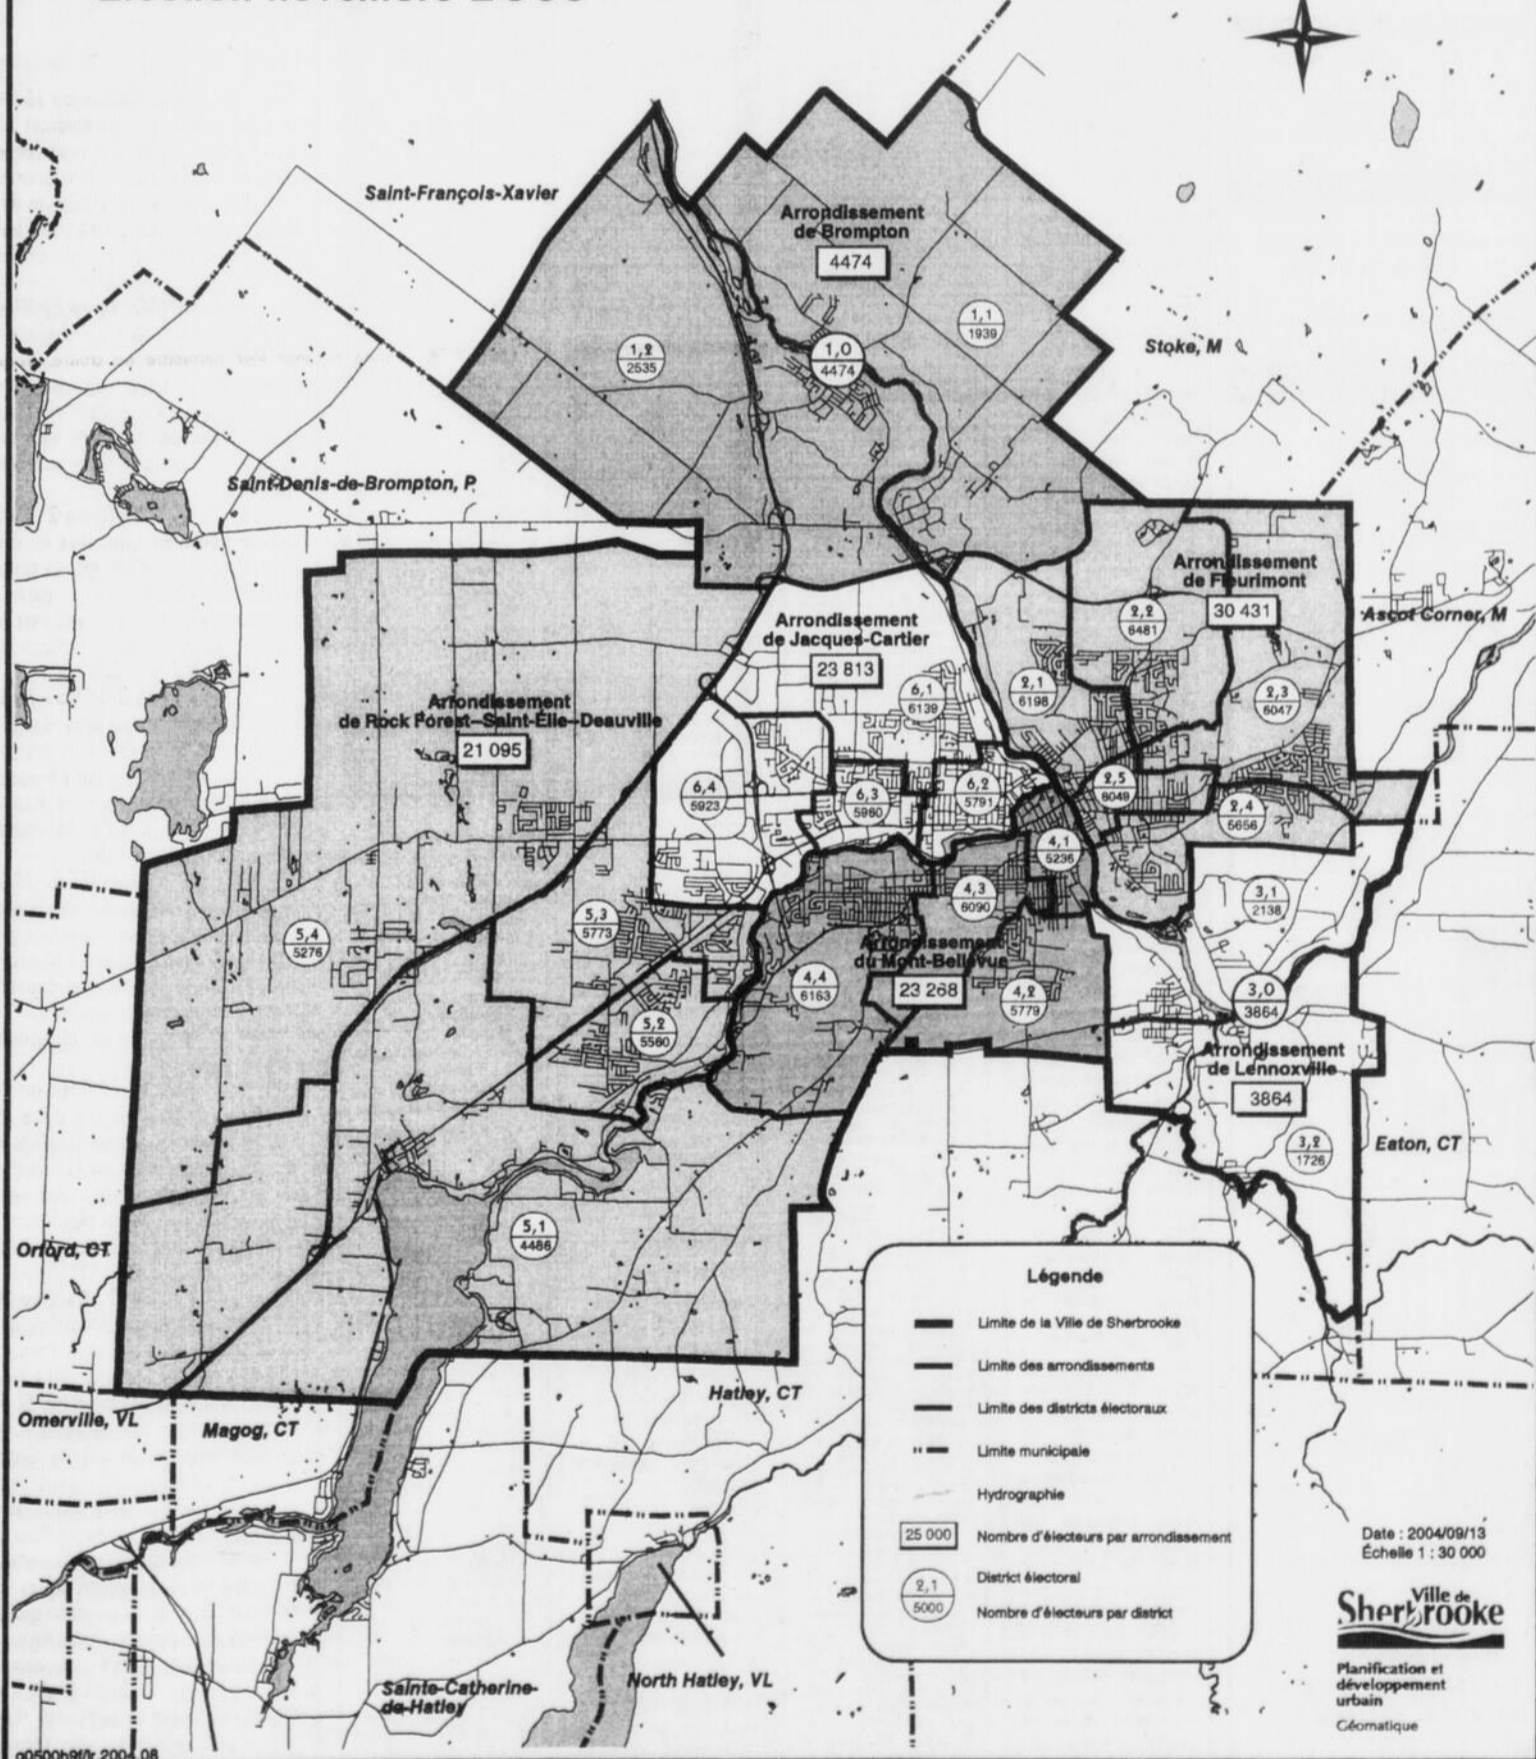 Saint-François-Xavier
Arrondissement
de Brompton
4474
1,1
1939
1,2
2535
1,0
4474
Stoke, M
Saint-Denis-de-Brompton, P
Arrondissement
de Fleurimont
30 431
2,2
6481
Ascot Corner, M
Arrondissement
de Jacques-Cartier
23 813
6,1
6139
2,1
6198
2,3
6047
Arrondissement
de Rock Forest–Saint-Élie–Deauville
21 095
6,4
5923
6,3
5960
6,2
5791
2,5
6049
2,4
5656
4,1
5236
4,3
6090
3,1
2138
5,3
5773
5,4
5276
Arrondissement
du Mont-Bellevue
23 268
4,4
6163
4,2
5779
3,0
3864
5,2
5560
Arrondissement
de Lennoxville
3864
3,2
1726
Eaton, CT
5,1
4486
Orford, CT
Omerville, VL
Magog, CT
Hatley, CT
Sainte-Catherine-
de-Hatley
North Hatley, VL
Légende
Limite de la Ville de Sherbrooke
Limite des arrondissements
Limite des districts électoraux
Limite municipale
Hydrographie
25 000 Nombre d'électeurs par arrondissement
2,1
5000
District électoral
Nombre d'électeurs par district
Date : 2004/09/13
Échelle 1 : 30 000
Ville de
Sherbrooke
Planification et
développement
urbain
Géomatique